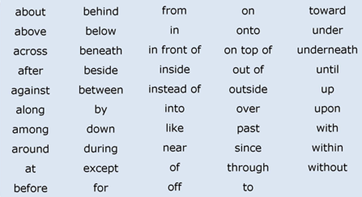 about behind from on toward
above below in onto under
across beneath in front of on top of underneath
after beside inside out of until
against between instead of outside up
along by into over upon
among down like past with
around during near since within
at except of through without
before for off to